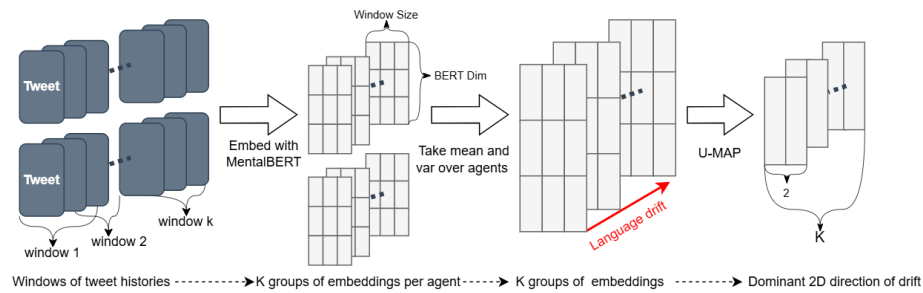 Window Size
Tweet
BERT Dim
Embed with
MentalBERT
Take mean and
var over agents
U-MAP
Tweet
Language drift
2
K
window 1
window 2
window k
Windows of tweet histories
K groups of embeddings per agent
K groups of embeddings
Dominant 2D direction of drift